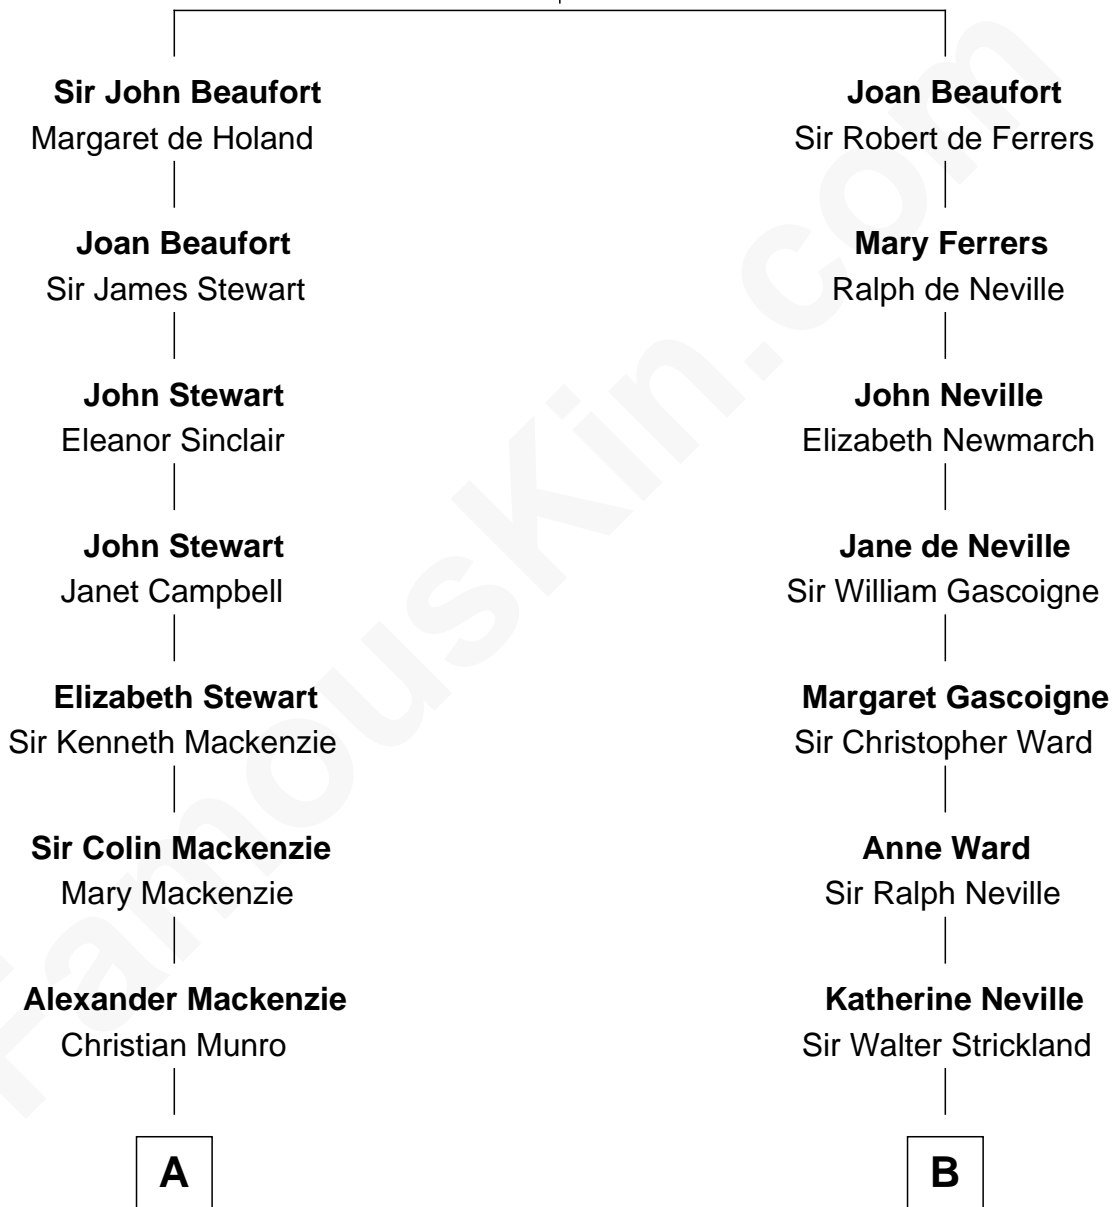 Sir John Beaufort
Margaret de Holand
Joan Beaufort
Sir James Stewart
John Stewart
Eleanor Sinclair
John Stewart
Janet Campbell
Elizabeth Stewart
Sir Kenneth Mackenzie
Sir Colin Mackenzie
Mary Mackenzie
Alexander Mackenzie
Christian Munro
A
Joan Beaufort
Sir Robert de Ferrers
Mary Ferrers
Ralph de Neville
John Neville
Elizabeth Newmarch
Jane de Neville
Sir William Gascoigne
Margaret Gascoigne
Sir Christopher Ward
Anne Ward
Sir Ralph Neville
Katherine Neville
Sir Walter Strickland
B
FamousKin.com